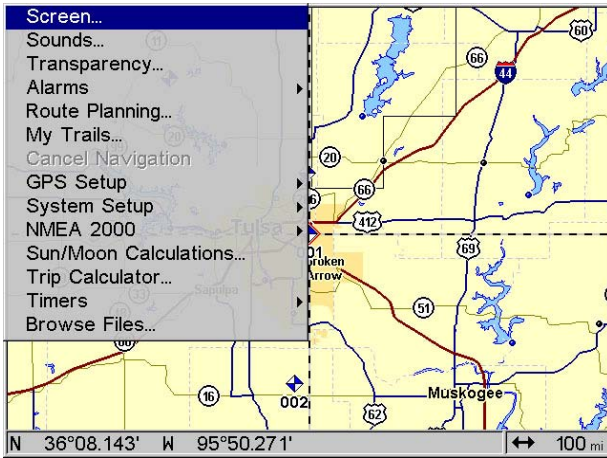 Screen...
Sounds...
Transparency...
Alarms
Route Planning...
My Trails...
Cancel Navigation
GPS Setup
System Setup
NMEA 2000
Sun/Moon Calculations...
Trip Calculator...
Timers
Browse Files...
60
66
44
20
66
412
Tulsa
69
001
Broken
Arrow
Sapulpa
51
16
002
62
Muskogee
N 36°08.143' W 95°50.271'
↔ 100 mi